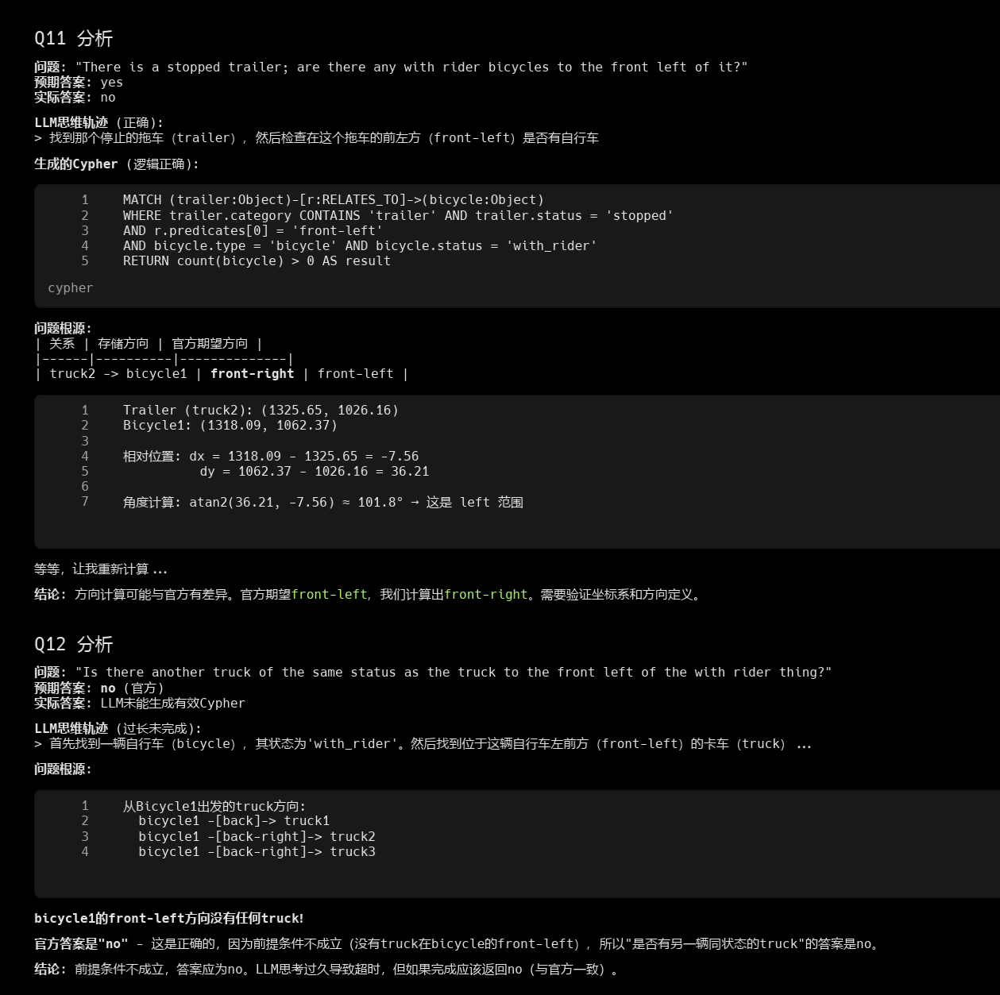 Q11 分析
问题: "There is a stopped trailer; are there any with rider bicycles to the front left of it?"
预期答案: yes
实际答案: no
LLM思维轨迹 (正确):
> 找到那个停止的拖车（trailer），然后检查在这个拖车的前左方（front-left）是否有自行车
生成的Cypher (逻辑正确):
1 MATCH (trailer:Object)-[r:RELATES_TO]->(bicycle:Object)
2 WHERE trailer.category CONTAINS 'trailer' AND trailer.status = 'stopped'
3 AND r.predicates[0] = 'front-left'
4 AND bicycle.type = 'bicycle' AND bicycle.status = 'with_rider'
5 RETURN count(bicycle) > 0 AS result
cypher
问题根源:
| 关系 | 存储方向 | 官方期望方向 |
|------|----------|--------------|
| truck2 -> bicycle1 | front-right | front-left |
1 Trailer (truck2): (1325.65, 1026.16)
2 Bicycle1: (1318.09, 1062.37)
3
4 相对位置: dx = 1318.09 - 1325.65 = -7.56
5 dy = 1062.37 - 1026.16 = 36.21
6
7 角度计算: atan2(36.21, -7.56) ≈ 101.8° → 这是 left 范围
等等，让我重新计算...
结论: 方向计算可能与官方有差异。官方期望front-left，我们计算出front-right。需要验证坐标系和方向定义。
Q12 分析
问题: "Is there another truck of the same status as the truck to the front left of the with rider thing?"
预期答案: no (官方)
实际答案: LLM未能生成有效Cypher
LLM思维轨迹 (过长未完成):
> 首先找到一辆自行车（bicycle），其状态为'with_rider'。然后找到位于这辆自行车左前方（front-left）的卡车（truck）...
问题根源:
1 从Bicycle1出发的truck方向:
2 bicycle1 -[back]-> truck1
3 bicycle1 -[back-right]-> truck2
4 bicycle1 -[back-right]-> truck3
bicycle1的front-left方向没有任何truck!
官方答案是"no" - 这是正确的，因为前提条件不成立（没有truck在bicycle的front-left），所以"是否有另一辆同状态的truck"的答案是no。
结论: 前提条件不成立，答案应为no。LLM思考过久导致超时，但如果完成应该返回no（与官方一致）。